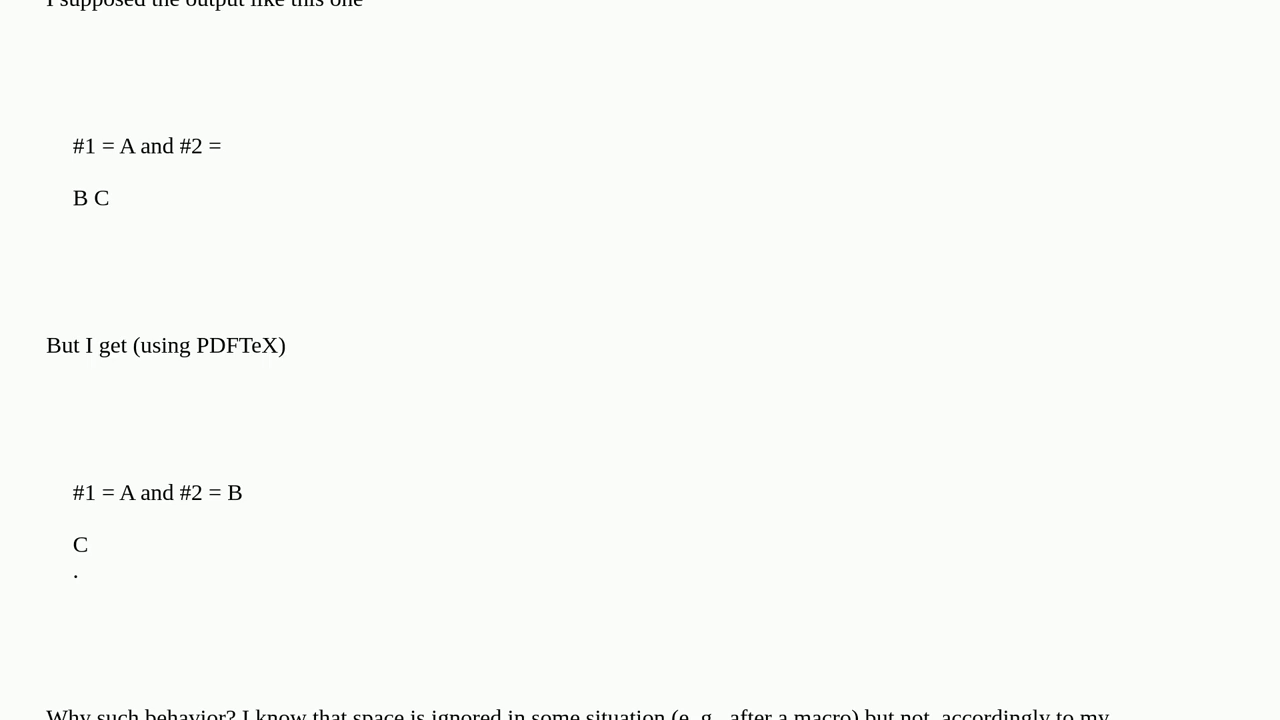 I supposed the output like this one
#1 = A and #2 =
B C
But I get (using PDFTeX)
#1 = A and #2 = B
C
.
Why such behavior? I know that space is ignored in some situation (e. g., after a macro) but not, accordingly to my